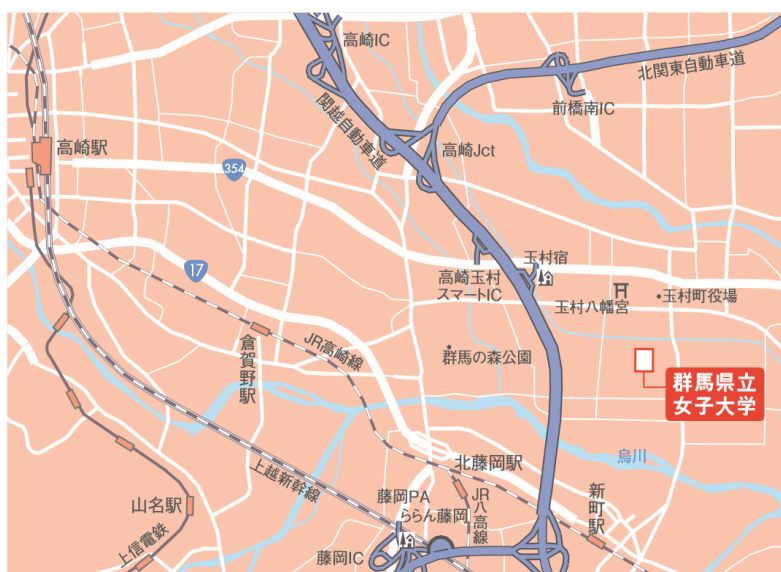 高崎IC
北関東自動車道
前橋南IC
関越自動車道
高崎駅
高崎Jct
354
17
玉村宿
高崎玉村
スマートIC
玉村八幡宮
玉村町役場
群馬の森公園
JR高崎線
倉賀野駅
群馬県立
女子大学
烏川
北藤岡駅
上越新幹線
山名駅
藤岡PA
ららん藤岡
JR八高線
新町駅
上信電鉄
藤岡IC